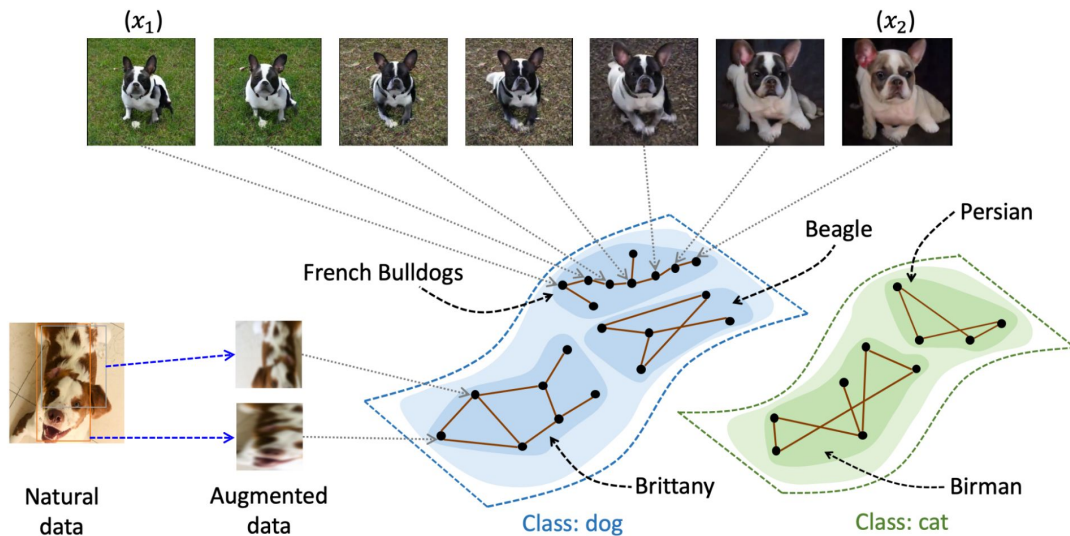 (x₁)
(x₂)
Persian
Beagle
French Bulldogs
Natural
data
Augmented
data
Brittany
Birman
Class: dog
Class: cat